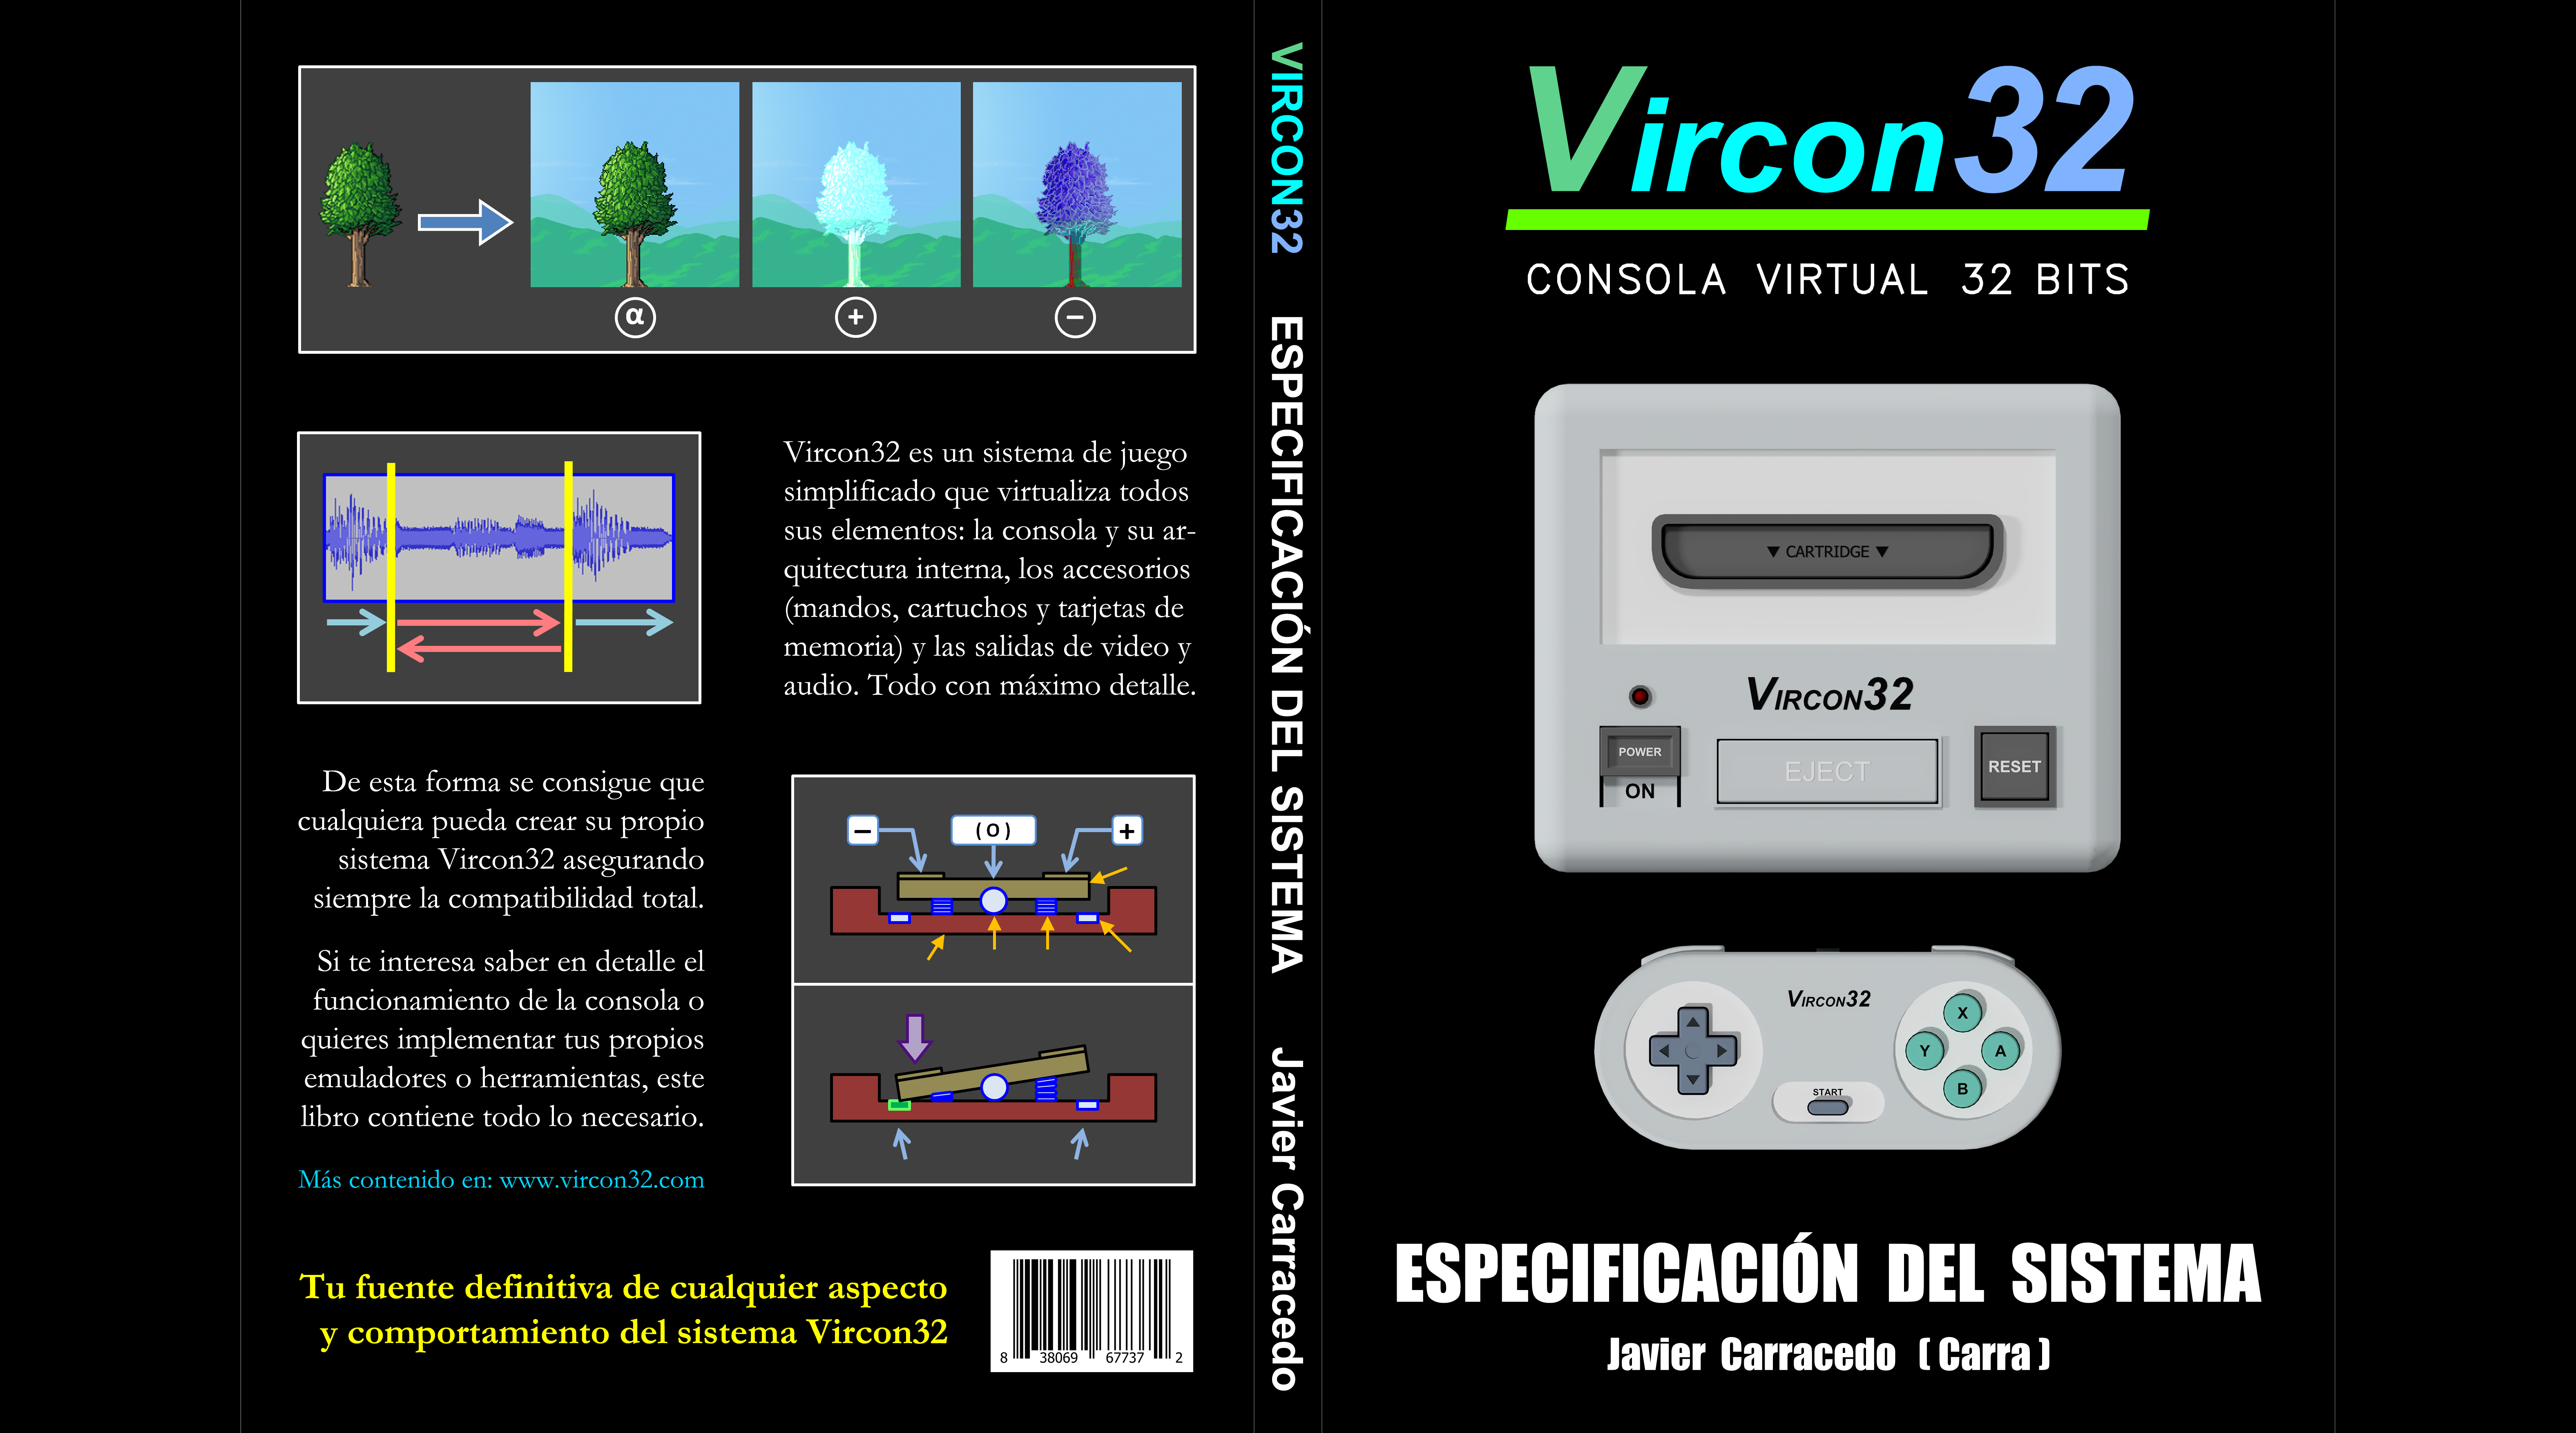 α
+
−
Vircon32 es un sistema de juego
simplificado que virtualiza todos
sus elementos: la consola y su ar-
quitectura interna, los accesorios
(mandos, cartuchos y tarjetas de
memoria) y las salidas de video y
audio. Todo con máximo detalle.
De esta forma se consigue que
cualquiera pueda crear su propio
sistema Vircon32 asegurando
siempre la compatibilidad total.
Si te interesa saber en detalle el
funcionamiento de la consola o
quieres implementar tus propios
emuladores o herramientas, este
libro contiene todo lo necesario.
Más contenido en: www.vircon32.com
− ( O ) +
Tu fuente definitiva de cualquier aspecto
y comportamiento del sistema Vircon32
8 38069 67737 2
VIRCON32 ESPECIFICACIÓN DEL SISTEMA Javier Carracedo
Vircon32
CONSOLA VIRTUAL 32 BITS
▼ CARTRIDGE ▼
VIRCON32
POWER
ON
EJECT
RESET
VIRCON32
X
Y
A
B
START
ESPECIFICACIÓN DEL SISTEMA
Javier Carracedo ( Carra )